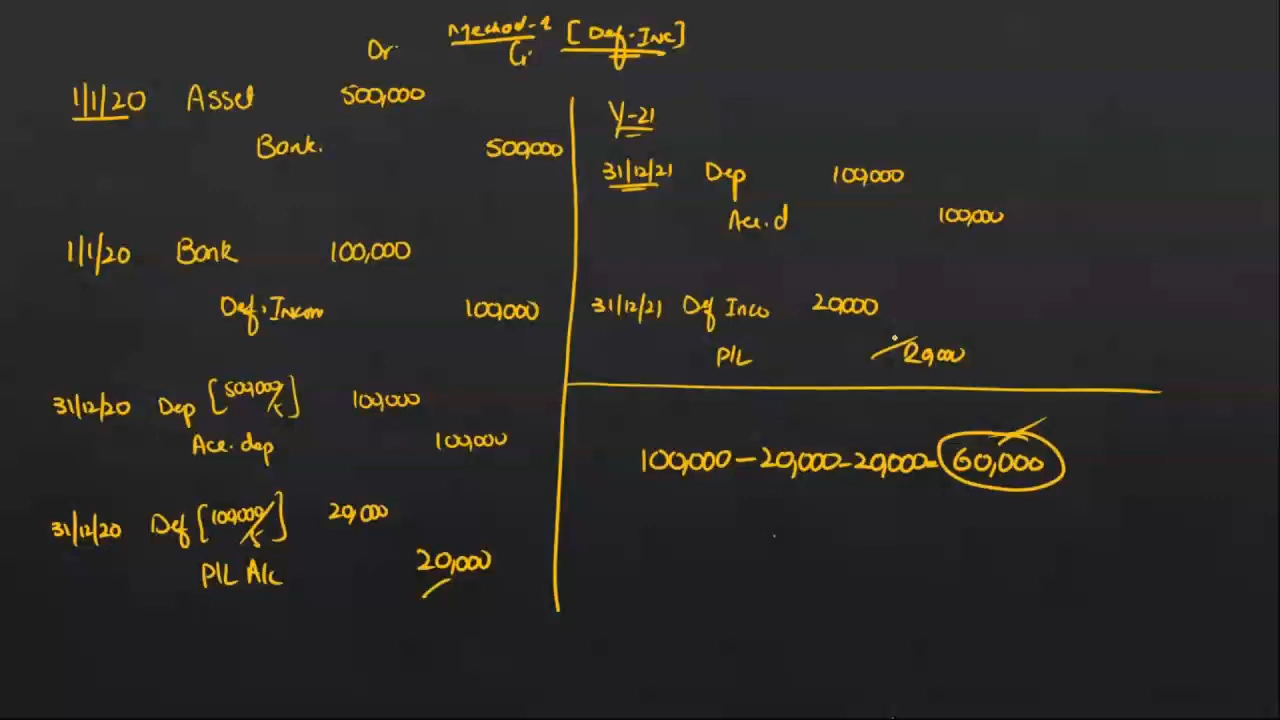 Method-1 [Def.Inc]
Dr. Cr.
1/1/20 Asset 500,000
Bank. 500,000
1/1/20 Bank 100,000
Def.Incom 100,000
31/12/20 Dep [500,000/5] 100,000
Acc.dep 100,000
31/12/20 Def [100,000/5] 20,000
P/L A/c 20,000
Y-21
31/12/21 Dep 100,000
Acc.d 100,000
31/12/21 Def Inco 20,000
P/L 20,000
100,000-20,000-20,000=60,000